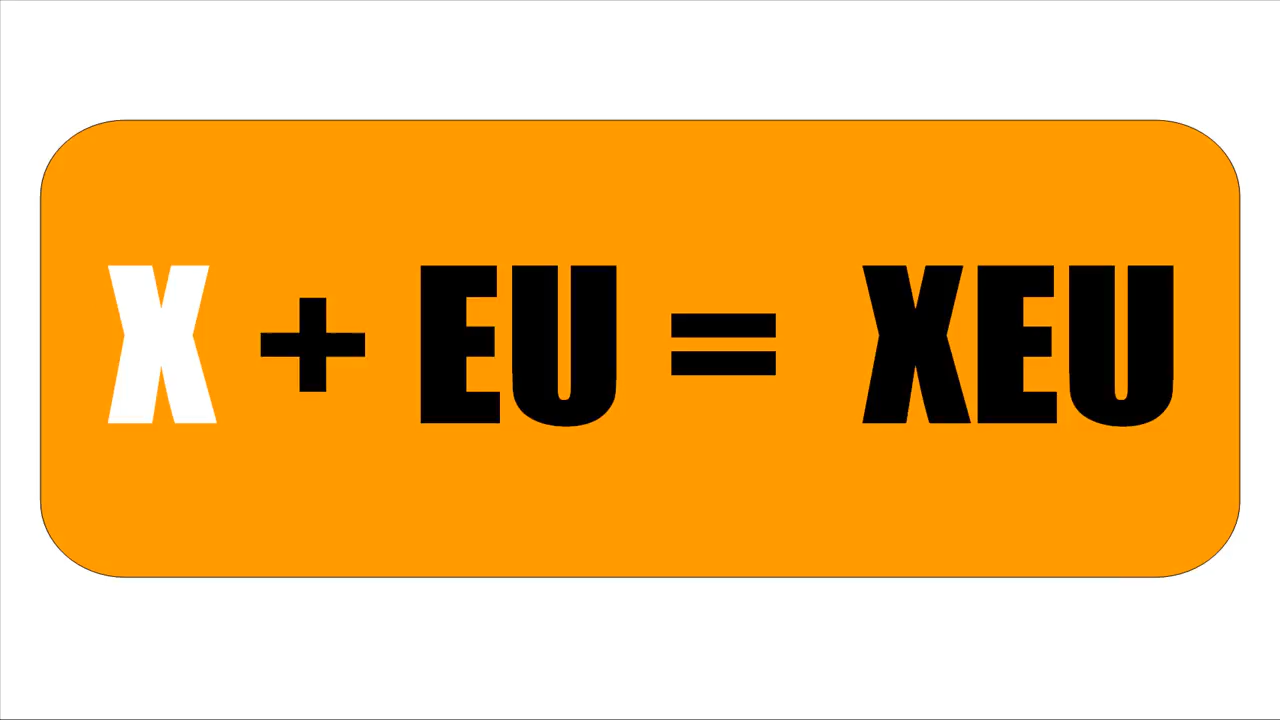 X + EU = XEU